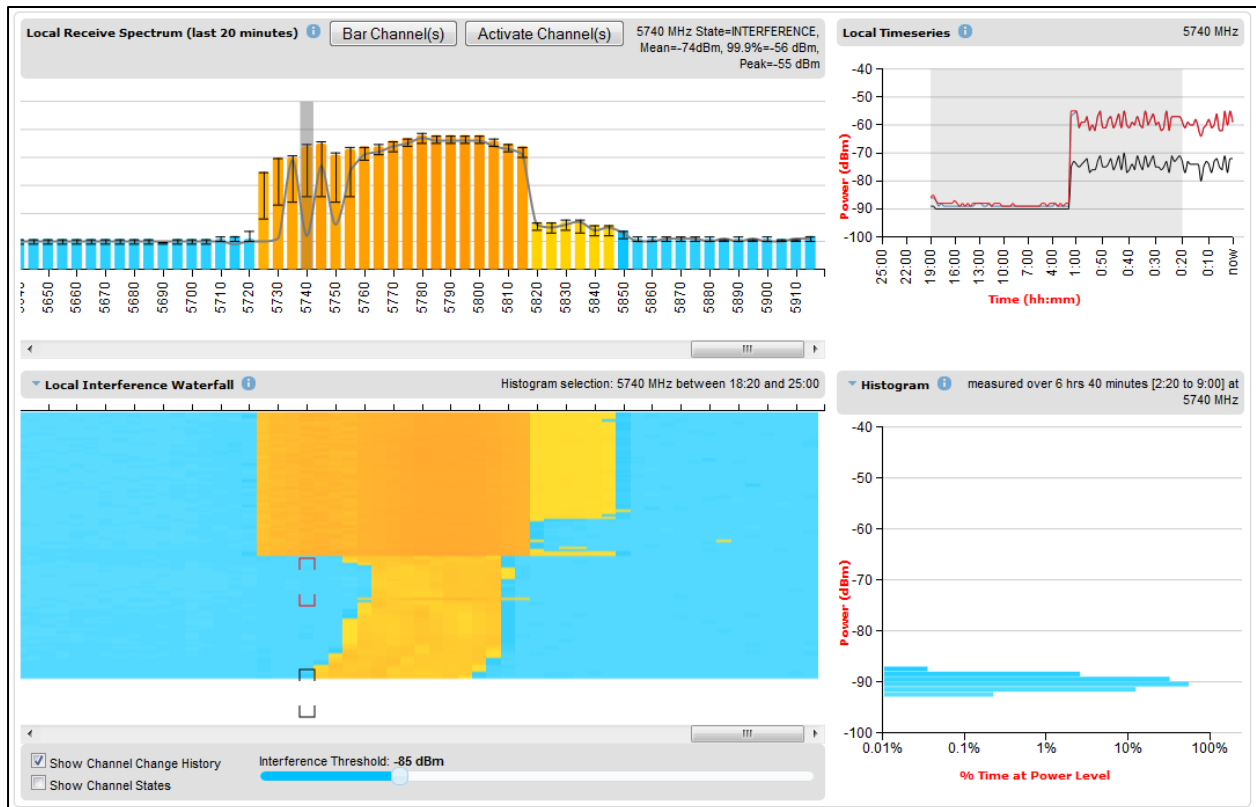 Local Receive Spectrum (last 20 minutes)
Bar Channel(s)
Activate Channel(s)
5740 MHz State=INTERFERENCE,
Mean=-74dBm, 99.9%=-56 dBm,
Peak=-55 dBm
5650
5660
5670
5680
5690
5700
5710
5720
5730
5740
5750
5760
5770
5780
5790
5800
5810
5820
5830
5840
5850
5860
5870
5880
5890
5900
5910
Local Timeseries
5740 MHz
-40
-50
-60
-70
-80
-90
-100
Power (dBm)
25:00
22:00
19:00
16:00
13:00
10:00
7:00
4:00
1:00
0:50
0:40
0:30
0:20
0:10
now
Time (hh:mm)
Local Interference Waterfall
Histogram selection: 5740 MHz between 18:20 and 25:00
Show Channel Change History
Show Channel States
Interference Threshold: -85 dBm
Histogram
measured over 6 hrs 40 minutes [2:20 to 9:00] at
5740 MHz
-40
-50
-60
-70
-80
-90
-100
Power (dBm)
0.01%
0.1%
1%
10%
100%
% Time at Power Level